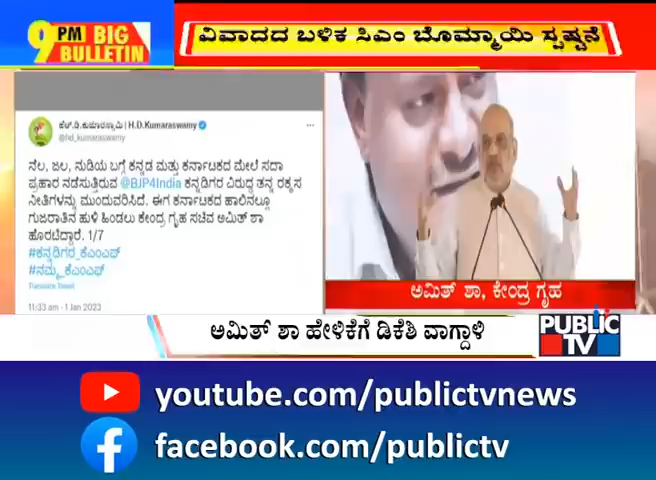 9 PM BIG BULLETIN
ವಿವಾದದ ಬಳಿಕ ಸಿಎಂ ಬೊಮ್ಮಾಯಿ ಸ್ಪಷ್ಟನೆ
ಹೆಚ್.ಡಿ.ಕುಮಾರಸ್ವಾಮಿ | H.D.Kumaraswamy
@hd_kumaraswamy
ನೆಲ, ಜಲ, ನುಡಿಯ ಬಗ್ಗೆ ಕನ್ನಡ ಮತ್ತು ಕರ್ನಾಟಕದ ಮೇಲೆ ಸದಾ
ಪ್ರಹಾರ ನಡೆಸುತ್ತಿರುವ @BJP4India ಕನ್ನಡಿಗರ ವಿರುದ್ಧ ತನ್ನ ರಕ್ಕಸ
ನೀತಿಗಳನ್ನು ಮುಂದುವರಿಸಿದೆ. ಈಗ ಕರ್ನಾಟಕದ ಹಾಲಿನಲ್ಲೂ
ಗುಜರಾತಿನ ಹುಳಿ ಹಿಂಡಲು ಕೇಂದ್ರ ಗೃಹ ಸಚಿವ ಅಮಿತ್ ಶಾ
ಹೊರಟಿದ್ದಾರೆ. 1/7
#ಕನ್ನಡಿಗರ_ಕೆಎಂಎಫ್
#ನಮ್ಮ_ಕೆಎಂಎಫ್
Translate Tweet
11:33 am · 1 Jan 2023
ಅಮಿತ್ ಶಾ, ಕೇಂದ್ರ ಗೃಹ
ಅಮಿತ್ ಶಾ ಹೇಳಿಕೆಗೆ ಡಿಕೆಶಿ ವಾಗ್ದಾಳಿ
PUBLIC TV
youtube.com/publictvnews
facebook.com/publictv